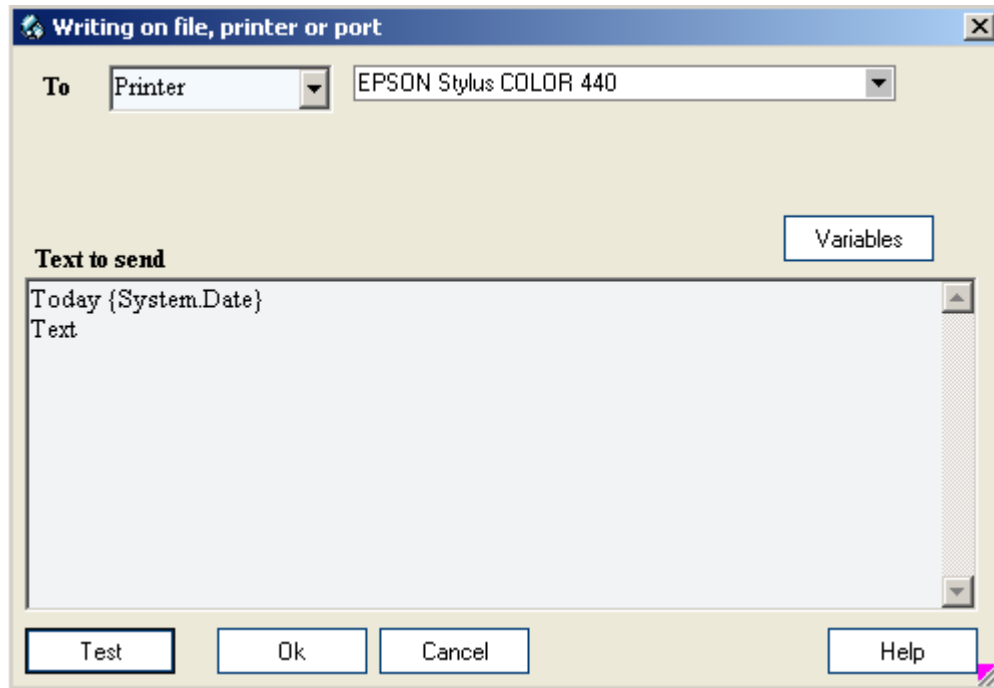 Writing on file, printer or port
To Printer EPSON Stylus COLOR 440
Variables
Text to send
Today {System.Date}
Text
Test Ok Cancel Help